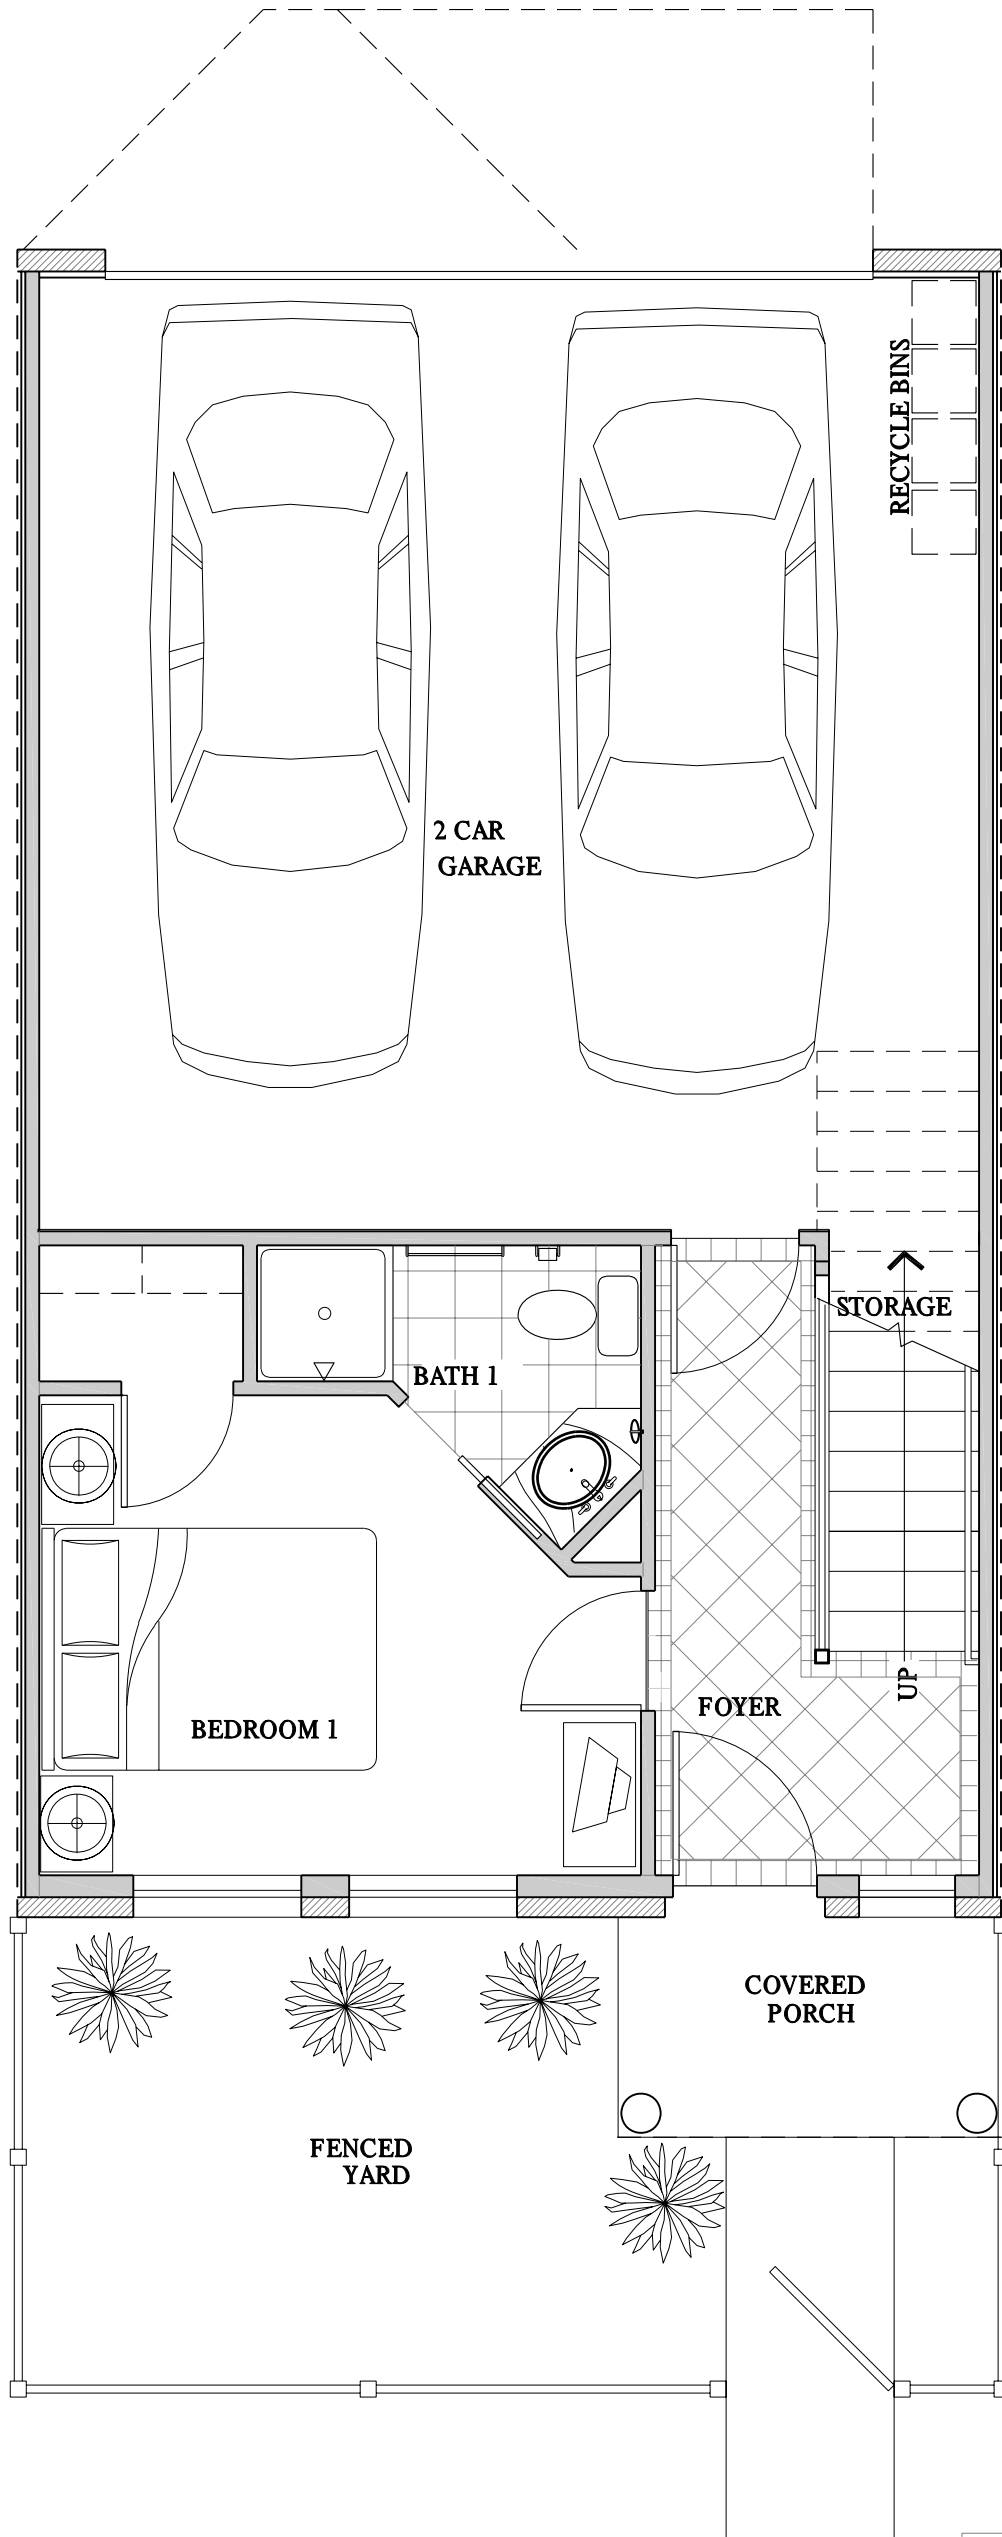 RECYCLE BINS
2 CAR
GARAGE
STORAGE
BATH 1
UP
FOYER
BEDROOM 1
COVERED
PORCH
FENCED
YARD